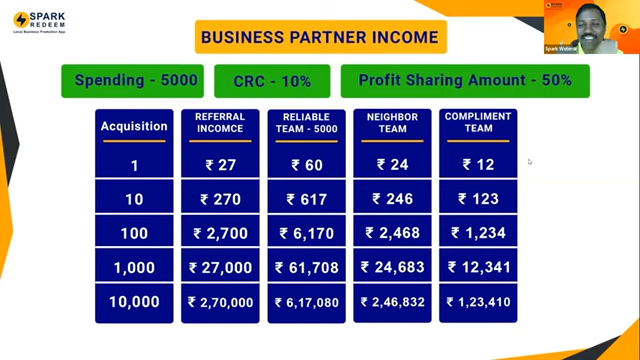 SPARK
REDEEM
Local Business Promotion App
BUSINESS PARTNER INCOME
Spark Webinar
Spending - 5000
CRC - 10%
Profit Sharing Amount - 50%
Acquisition
REFERRAL
INCOMCE
RELIABLE
TEAM - 5000
NEIGHBOR
TEAM
COMPLIMENT
TEAM
1 ₹ 27 ₹ 60 ₹ 24 ₹ 12
10 ₹ 270 ₹ 617 ₹ 246 ₹ 123
100 ₹ 2,700 ₹ 6,170 ₹ 2,468 ₹ 1,234
1,000 ₹ 27,000 ₹ 61,708 ₹ 24,683 ₹ 12,341
10,000 ₹ 2,70,000 ₹ 6,17,080 ₹ 2,46,832 ₹ 1,23,410